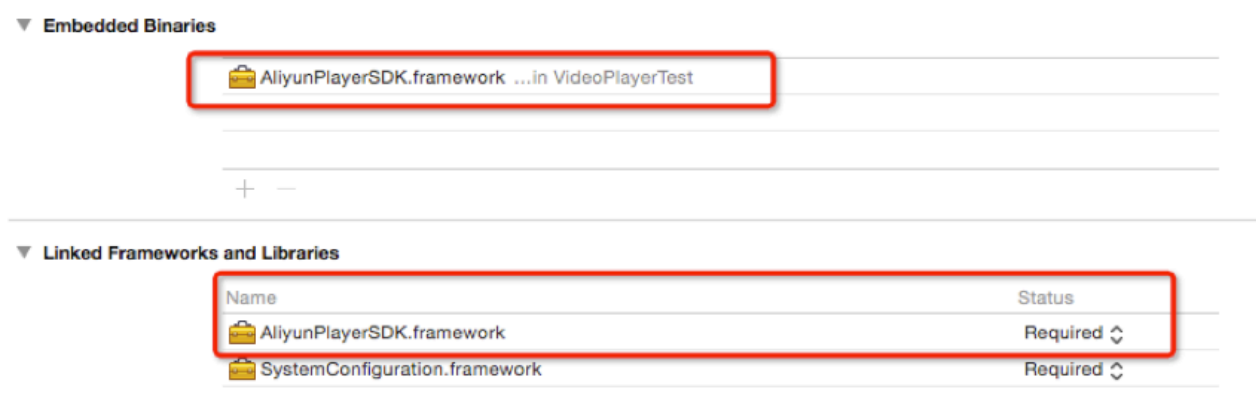 Embedded Binaries
AliyunPlayerSDK.framework ...in VideoPlayerTest
Linked Frameworks and Libraries
Name Status
AliyunPlayerSDK.framework Required
SystemConfiguration.framework Required